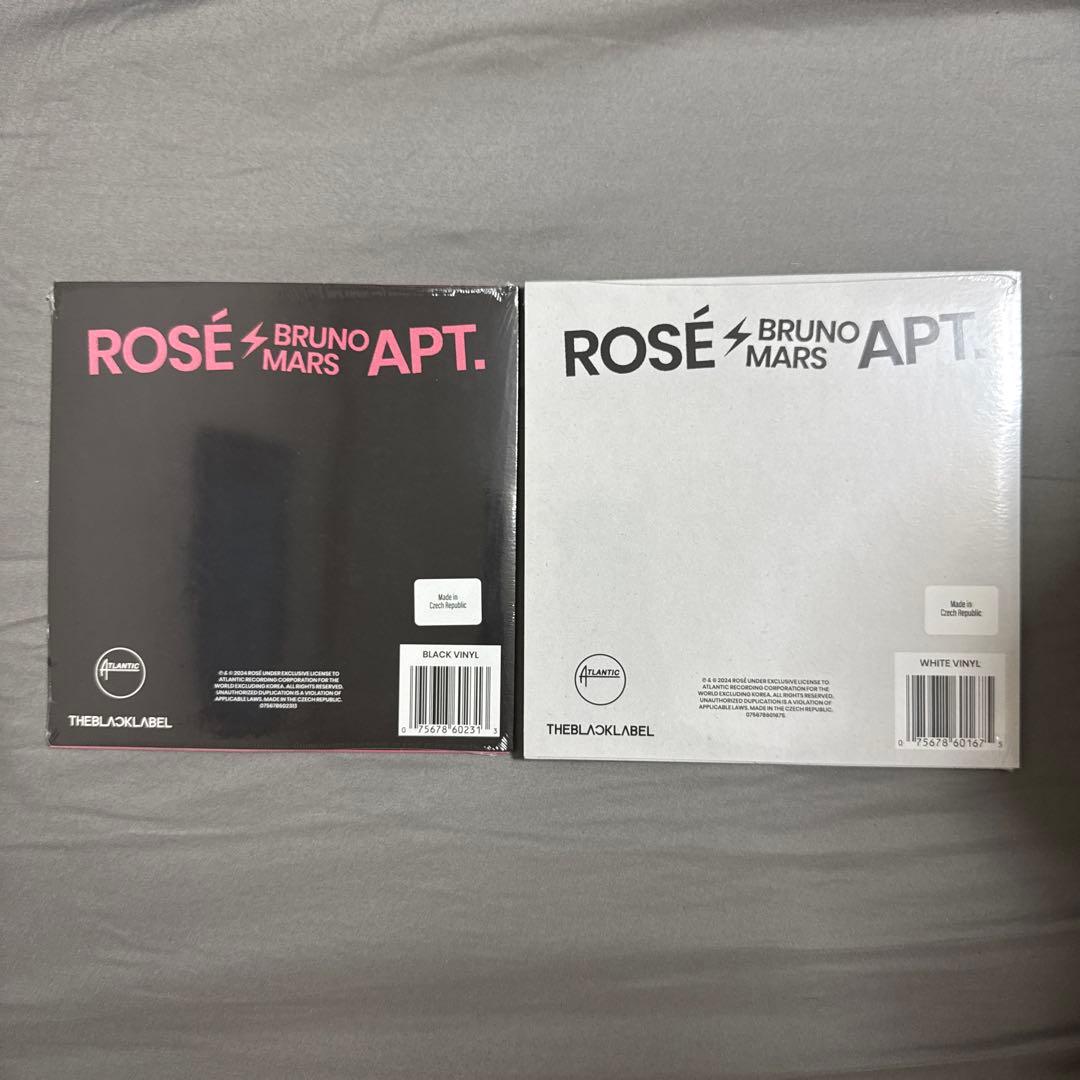 ROSÉ BRUNO MARS APT.
Made in
Czech Republic
BLACK VINYL
ATLANTIC
℗ & © 2024 ROSÉ UNDER EXCLUSIVE LICENSE TO
ATLANTIC RECORDING CORPORATION FOR THE
WORLD EXCLUDING KOREA. ALL RIGHTS RESERVED.
UNAUTHORIZED DUPLICATION IS A VIOLATION OF
APPLICABLE LAWS. MADE IN THE CZECH REPUBLIC.
075678602313
THEBLACKLABEL
0 75678 60231 3
ROSÉ BRUNO MARS APT.
Made in
Czech Republic
WHITE VINYL
ATLANTIC
℗ & © 2024 ROSÉ UNDER EXCLUSIVE LICENSE TO
ATLANTIC RECORDING CORPORATION FOR THE
WORLD EXCLUDING KOREA. ALL RIGHTS RESERVED.
UNAUTHORIZED DUPLICATION IS A VIOLATION OF
APPLICABLE LAWS. MADE IN THE CZECH REPUBLIC.
075678601675
THEBLACKLABEL
0 75678 60167 5